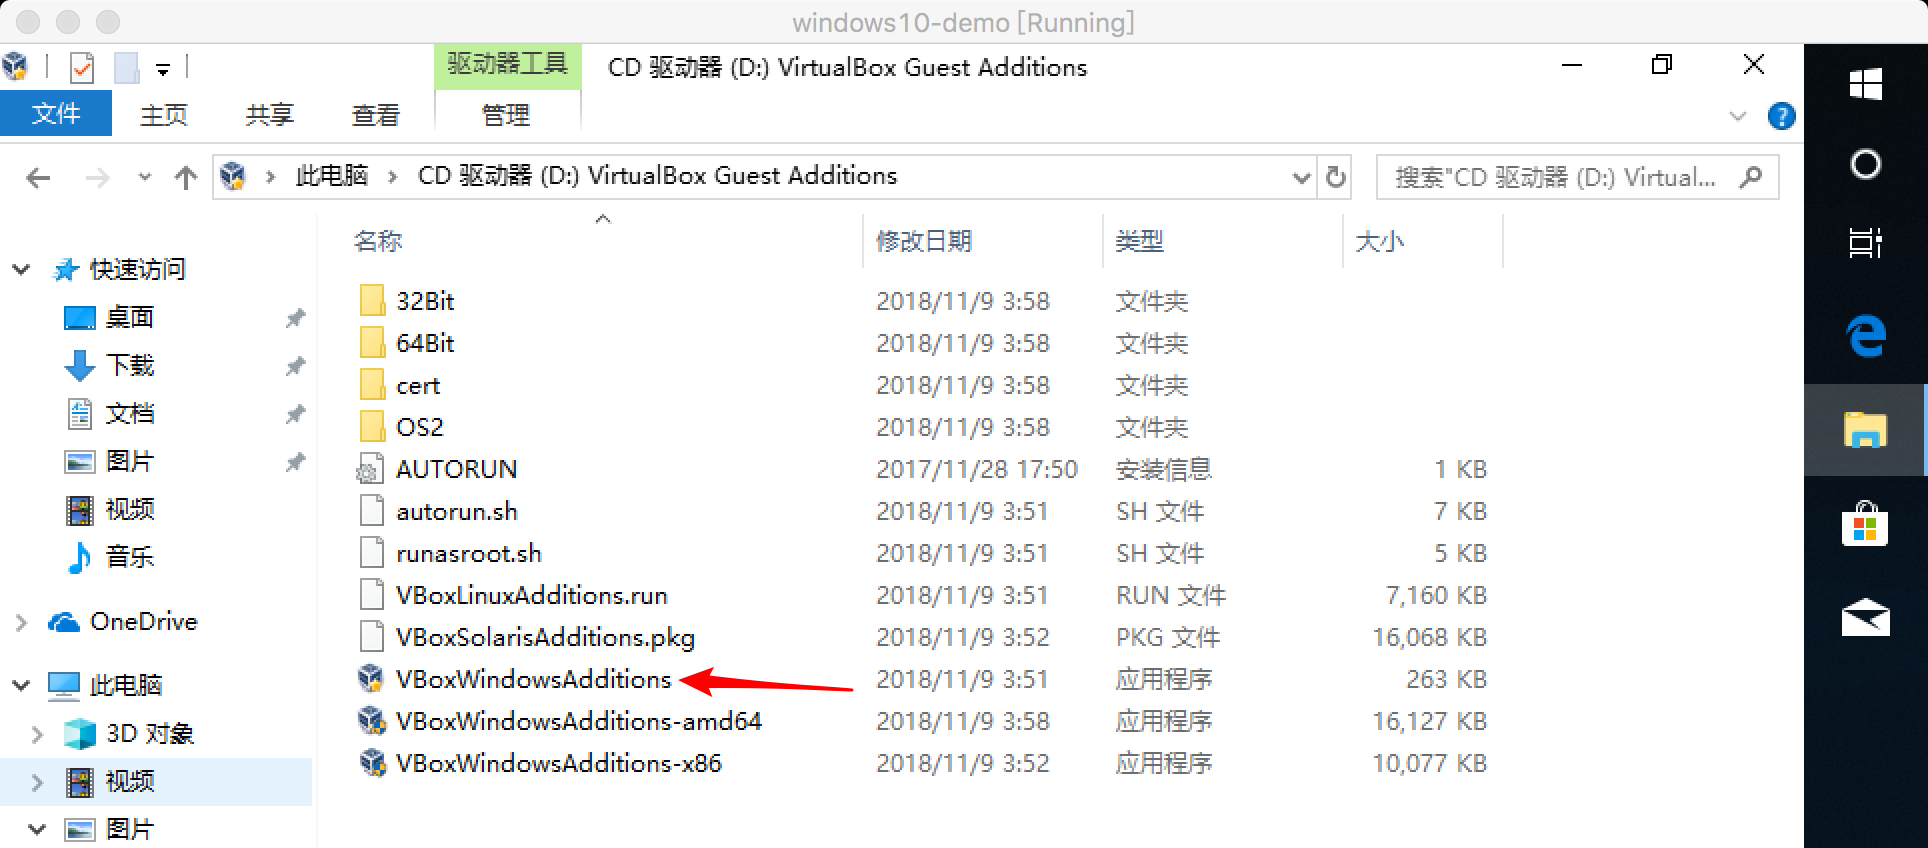 windows10-demo [Running]
驱动器工具
CD 驱动器 (D:) VirtualBox Guest Additions
文件 主页 共享 查看 管理
此电脑 CD 驱动器 (D:) VirtualBox Guest Additions
搜索"CD 驱动器 (D:) Virtual...
名称 修改日期 类型 大小
快速访问
桌面
下载
文档
图片
视频
音乐
OneDrive
此电脑
3D 对象
视频
图片
32Bit 2018/11/9 3:58 文件夹
64Bit 2018/11/9 3:58 文件夹
cert 2018/11/9 3:58 文件夹
OS2 2018/11/9 3:58 文件夹
AUTORUN 2017/11/28 17:50 安装信息 1 KB
autorun.sh 2018/11/9 3:51 SH 文件 7 KB
runasroot.sh 2018/11/9 3:51 SH 文件 5 KB
VBoxLinuxAdditions.run 2018/11/9 3:51 RUN 文件 7,160 KB
VBoxSolarisAdditions.pkg 2018/11/9 3:52 PKG 文件 16,068 KB
VBoxWindowsAdditions 2018/11/9 3:51 应用程序 263 KB
VBoxWindowsAdditions-amd64 2018/11/9 3:58 应用程序 16,127 KB
VBoxWindowsAdditions-x86 2018/11/9 3:52 应用程序 10,077 KB